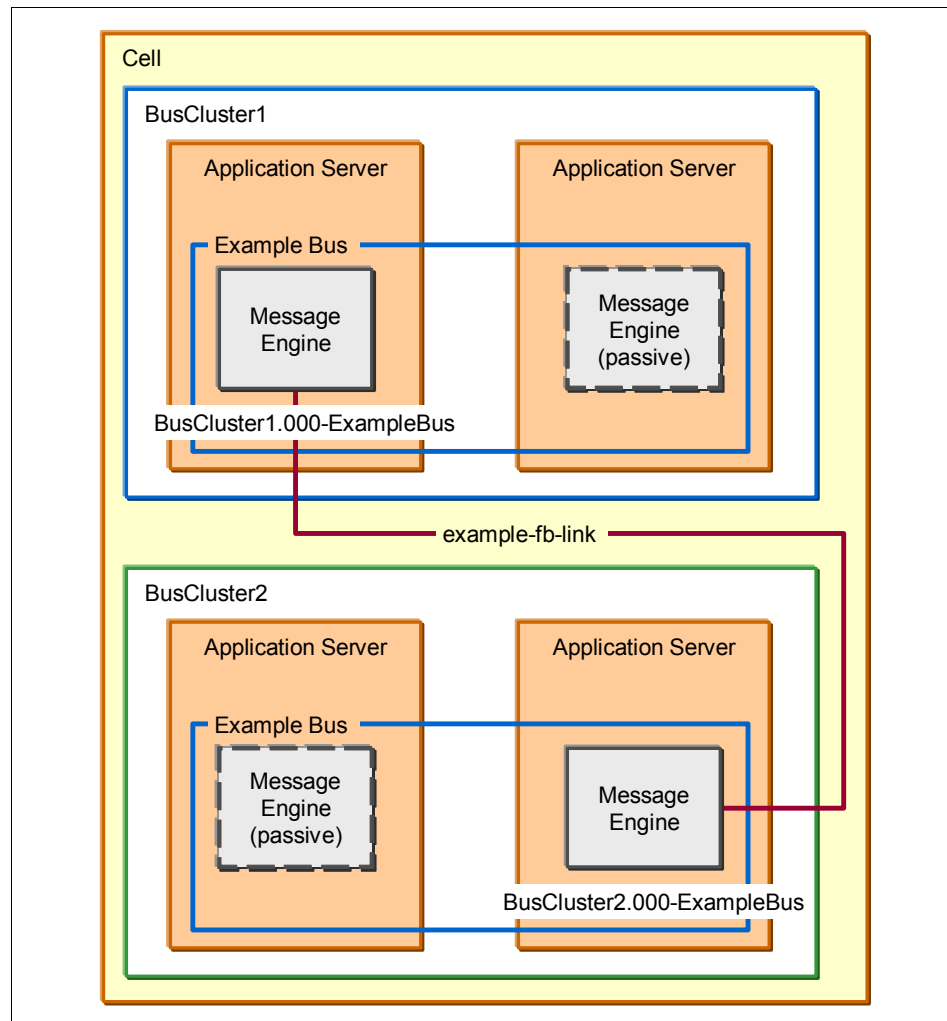 Cell
BusCluster1
Application Server
Application Server
Example Bus
Message
Engine
Message
Engine
(passive)
BusCluster1.000-ExampleBus
example-fb-link
BusCluster2
Application Server
Application Server
Example Bus
Message
Engine
(passive)
Message
Engine
BusCluster2.000-ExampleBus